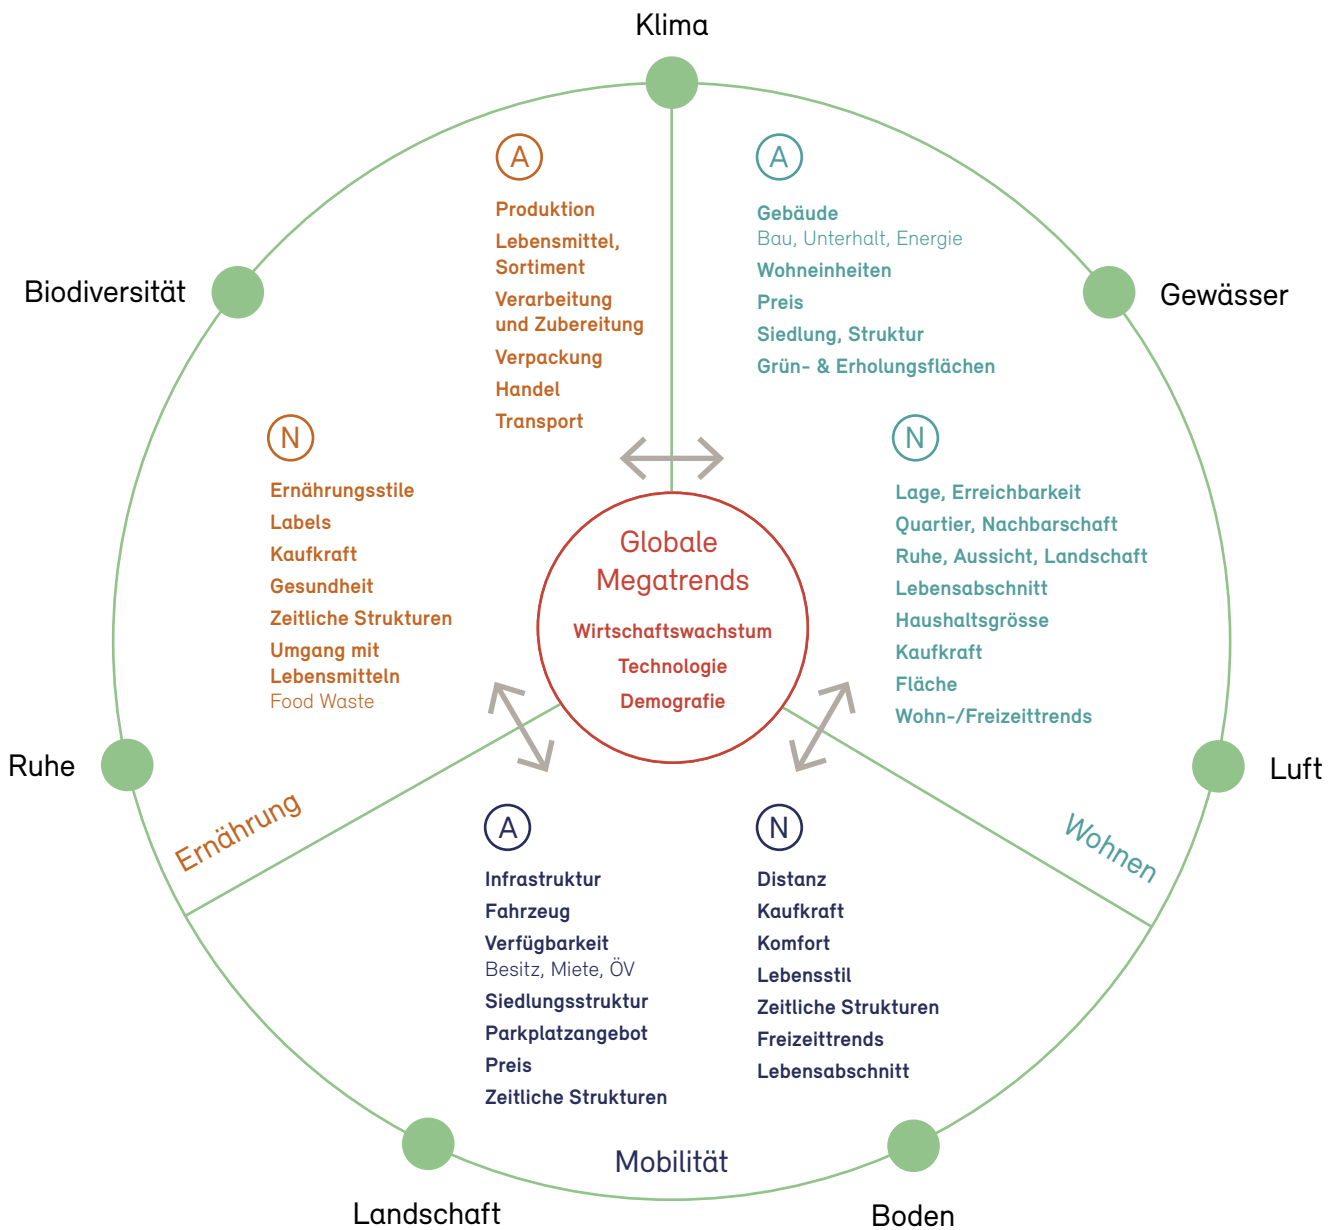 Klima
Biodiversität
Gewässer
A
Produktion
Lebensmittel,
Sortiment
Verarbeitung
und Zubereitung
Verpackung
Handel
Transport
A
Gebäude
Bau, Unterhalt, Energie
Wohneinheiten
Preis
Siedlung, Struktur
Grün- & Erholungsflächen
N
Ernährungsstile
Labels
Kaufkraft
Gesundheit
Zeitliche Strukturen
Umgang mit
Lebensmitteln
Food Waste
Globale
Megatrends
Wirtschaftswachstum
Technologie
Demografie
N
Lage, Erreichbarkeit
Quartier, Nachbarschaft
Ruhe, Aussicht, Landschaft
Lebensabschnitt
Haushaltsgrösse
Kaufkraft
Fläche
Wohn-/Freizeittrends
Ruhe
Luft
Ernährung
Wohnen
A
Infrastruktur
Fahrzeug
Verfügbarkeit
Besitz, Miete, ÖV
Siedlungsstruktur
Parkplatzangebot
Preis
Zeitliche Strukturen
N
Distanz
Kaufkraft
Komfort
Lebensstil
Zeitliche Strukturen
Freizeittrends
Lebensabschnitt
Mobilität
Landschaft
Boden